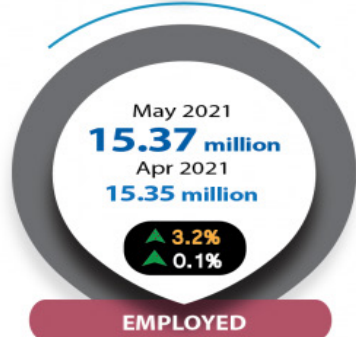 May 2021
15.37 million
Apr 2021
15.35 million
3.2%
0.1%
EMPLOYED